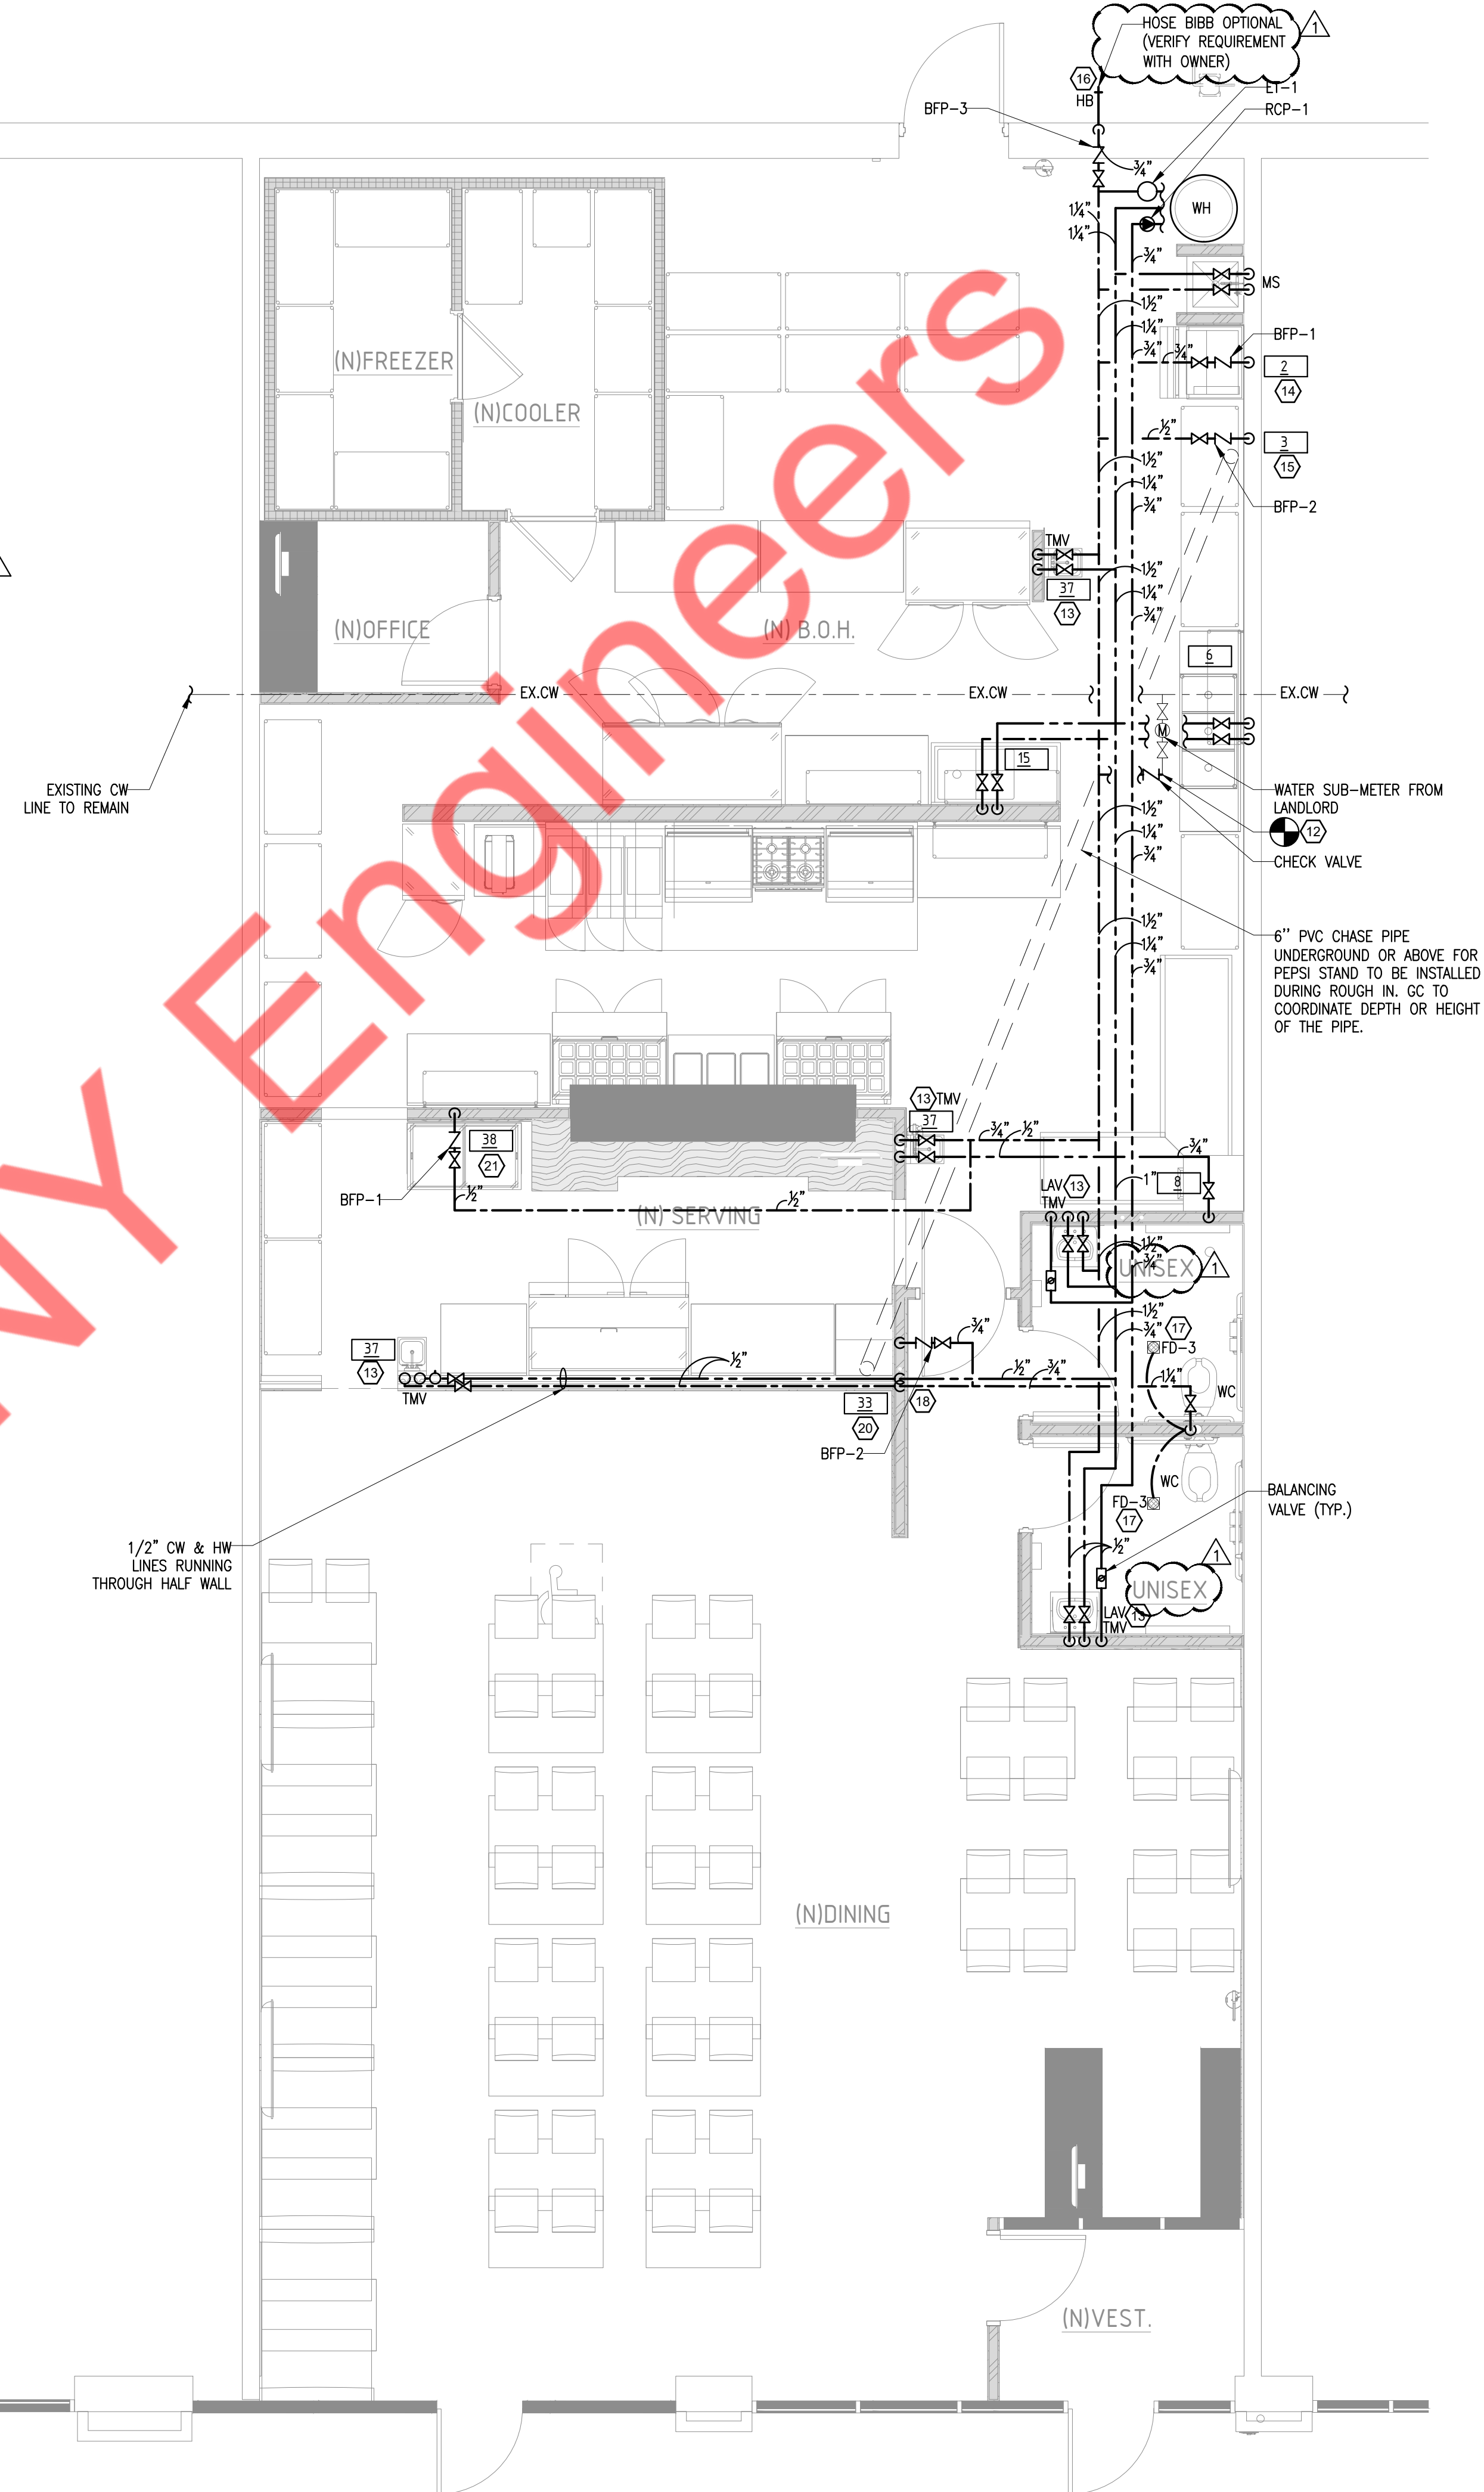 HOSE BIBB OPTIONAL
(VERIFY REQUIREMENT
WITH OWNER)
1
16
HB
ET-1
BFP-3
RCP-1
¾"
WH
1¼"
1¼"
¾"
MS
1½"
1¼"
BFP-1
¾"
¾"
2
14
(N)FREEZER
(N)COOLER
½"
3
15
1½"
1¼"
¾"
BFP-2
TMV
1½"
37
1¼"
13
¾"
(N)OFFICE
(N) B.O.H.
6
EX.CW
EX.CW
EX.CW
M
15
EXISTING CW
LINE TO REMAIN
WATER SUB-METER FROM
LANDLORD
12
1½"
1¼"
¾"
CHECK VALVE
1½"
1¼"
¾"
6'' PVC CHASE PIPE
UNDERGROUND OR ABOVE FOR
PEPSI STAND TO BE INSTALLED
DURING ROUGH IN. GC TO
COORDINATE DEPTH OR HEIGHT
OF THE PIPE.
13
TMV
37
¾"
½"
¾"
38
21
BFP-1
½"
½"
LAV
13
TMV
1"
8
(N) SERVING
1½"
¾"
UNISEX
1
1½"
¾"
17
FD-3
¾"
37
13
½"
TMV
½"
¾"
1¼"
WC
33
18
20
BFP-2
WC
FD-3
17
BALANCING
VALVE (TYP.)
½"
1/2" CW & HW
LINES RUNNING
THROUGH HALF WALL
1
UNISEX
LAV
13
TMV
(N)DINING
(N)VEST.
NY Engineers